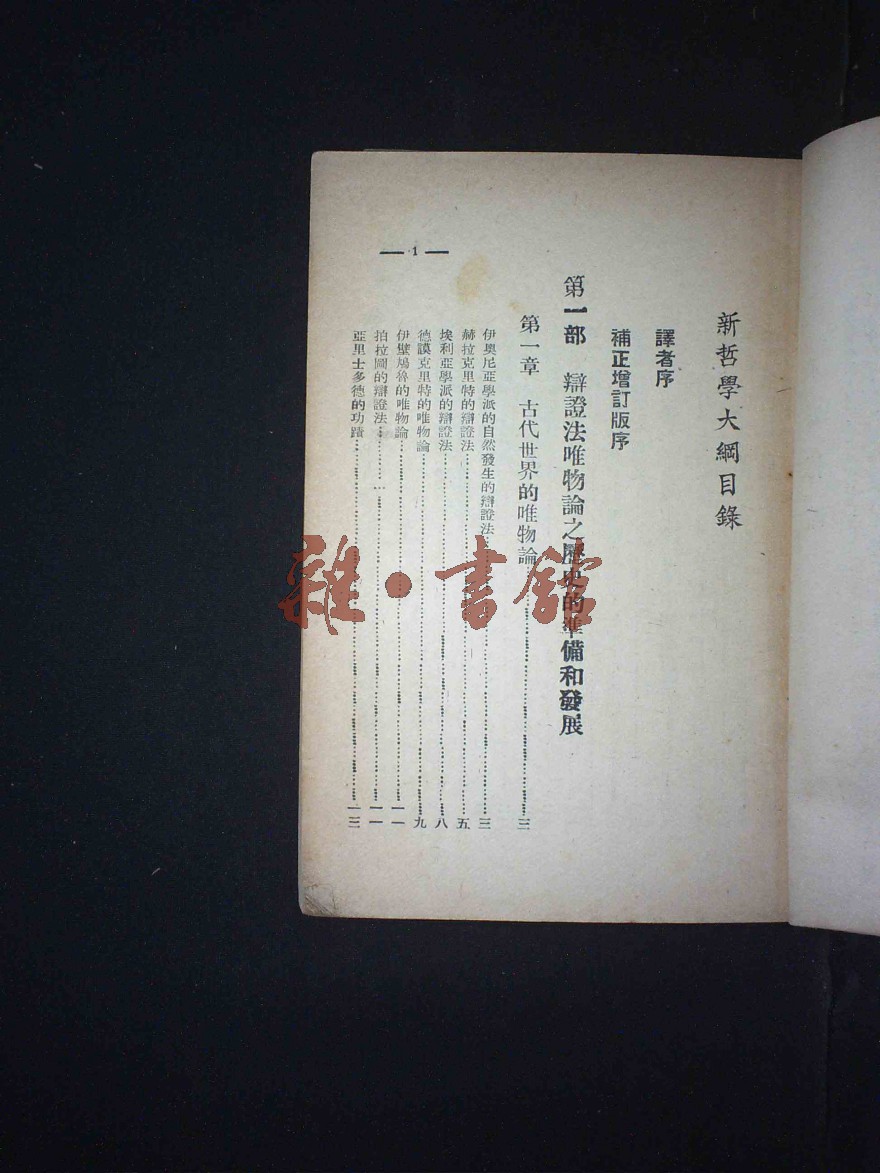 新哲學大綱目錄
譯者序
補正增訂版序
第一部 辯證法唯物論之歷史的準備和發展
第一章 古代世界的唯物論……三
伊奧尼亞學派的自然發生的辯證法……三
赫拉克里特的辯證法……五
埃利亞學派的辯證法……八
德謨克里特的唯物論……九
伊壁鳩魯的唯物論……一一
拍拉圖的辯證法……一一
亞里士多德的功蹟……一三
— 1 —
雜·書館